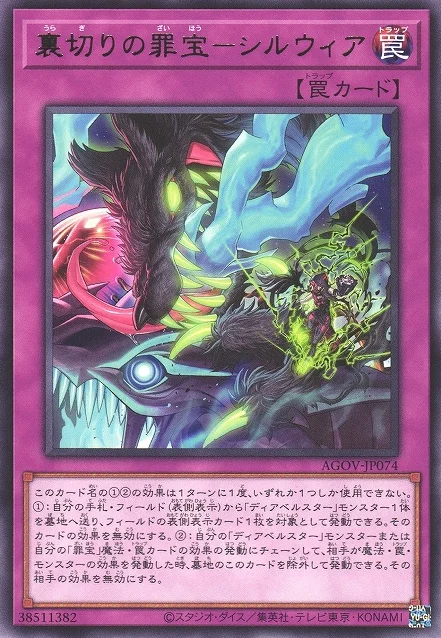 裏切りの罪宝－シルウィア 罠
【罠カード】
AGOV-JP074
このカード名の①②の効果は1ターンに1度、いずれか1つしか使用できない。
①：自分の手札・フィールド(表側表示)から「ディアベルスター」モンスター1体
を墓地へ送り、フィールドの表側表示カード1枚を対象として発動できる。その
カードの効果を無効にする。②：自分の「ディアベルスター」モンスターまたは
自分の「罪宝」魔法・罠カードの効果の発動にチェーンして、相手が魔法・罠・
モンスターの効果を発動した時、墓地のこのカードを除外して発動できる。その
相手の効果を無効にする。
38511382
©スタジオ・ダイス／集英社・テレビ東京・KONAMI